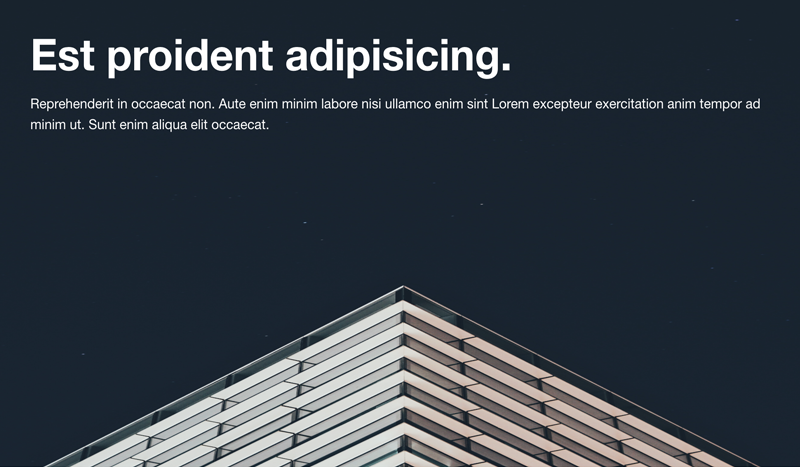 Est proident adipisicing.
Reprehenderit in occaecat non. Aute enim minim labore nisi ullamco enim sint Lorem excepteur exercitation anim tempor ad
minim ut. Sunt enim aliqua elit occaecat.